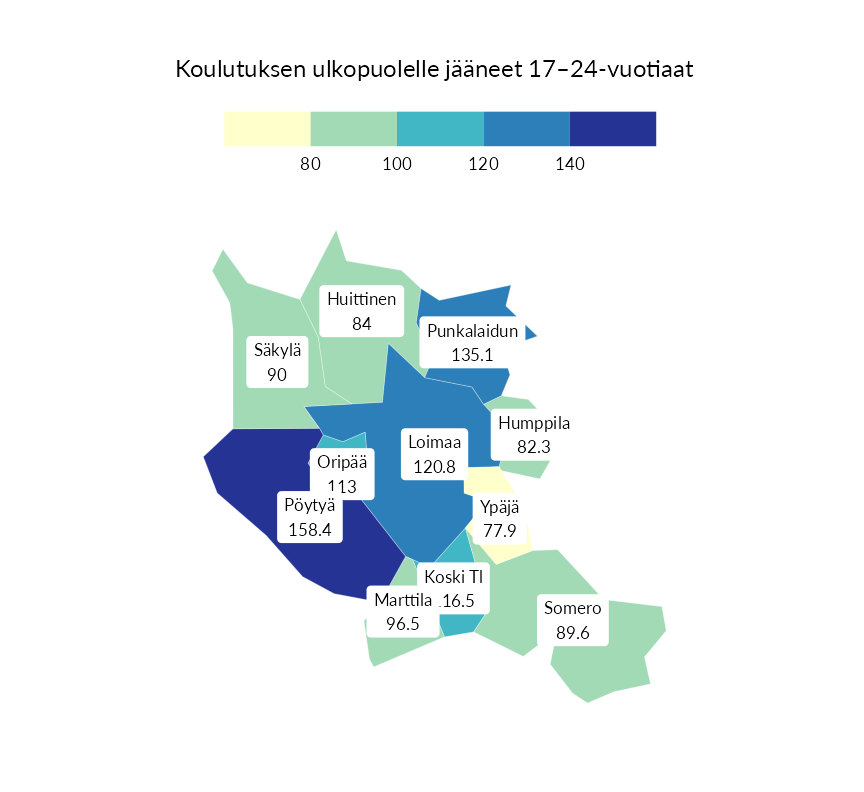 Koulutuksen ulkopuolelle jääneet 17–24-vuotiaat
80 100 120 140
Huittinen
84
Punkalaidun
135.1
Säkylä
90
Humppila
82.3
Loimaa
120.8
Oripää
113
Pöytyä
158.4
Ypäjä
77.9
Koski Tl
16.5
Marttila
96.5
Somero
89.6